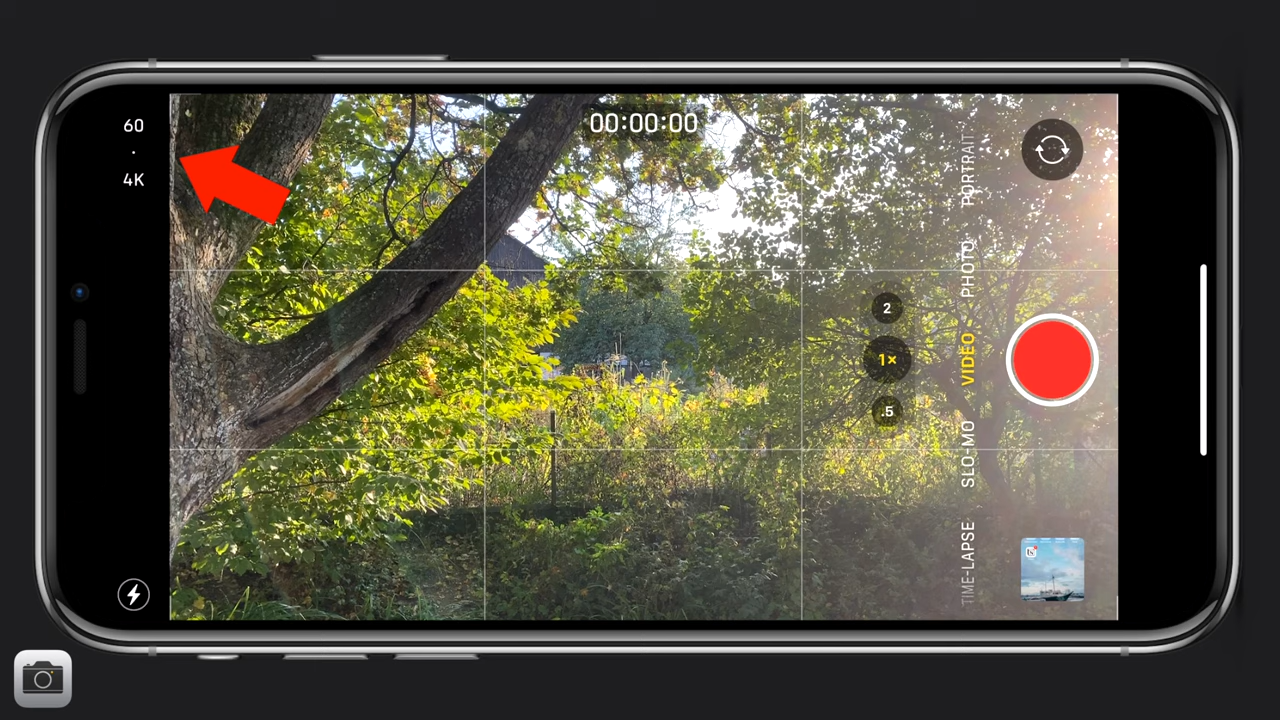 60
·
4K
00:00:00
2
1×
.5
PORTRAIT
PHOTO
VIDEO
SLO-MO
TIME-LAPSE